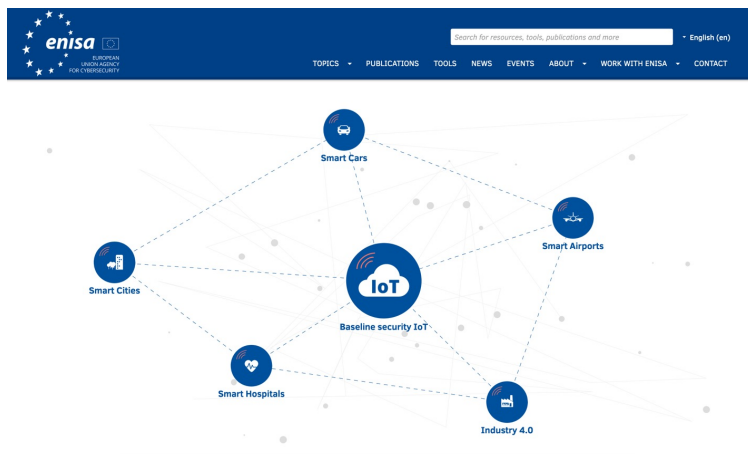 enisa
EUROPEAN
UNION AGENCY
FOR CYBERSECURITY
Search for resources, tools, publications and more
English (en)
TOPICS PUBLICATIONS TOOLS NEWS EVENTS ABOUT WORK WITH ENISA CONTACT
Smart Cars
Smart Airports
Smart Cities
IoT
Baseline security IoT
Smart Hospitals
Industry 4.0